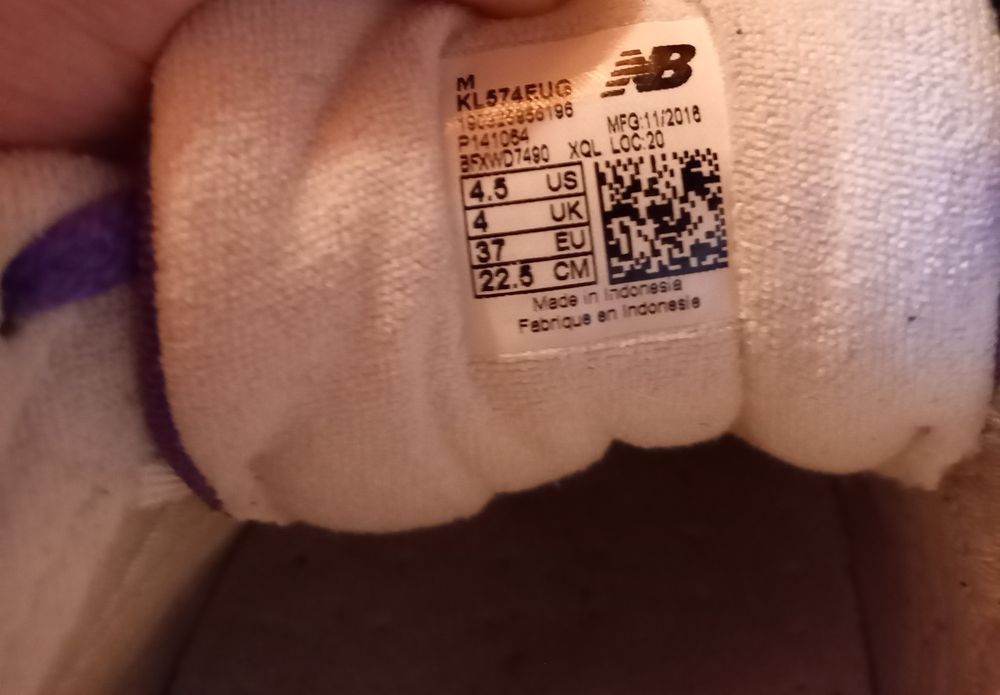 NB
M
KL574EUG
P141064
MFG:11/2018
BFXWD7490 XQL LOC:20
4.5 US
4 UK
37 EU
22.5 CM
Made in Indonesia
Fabrique en Indonesie